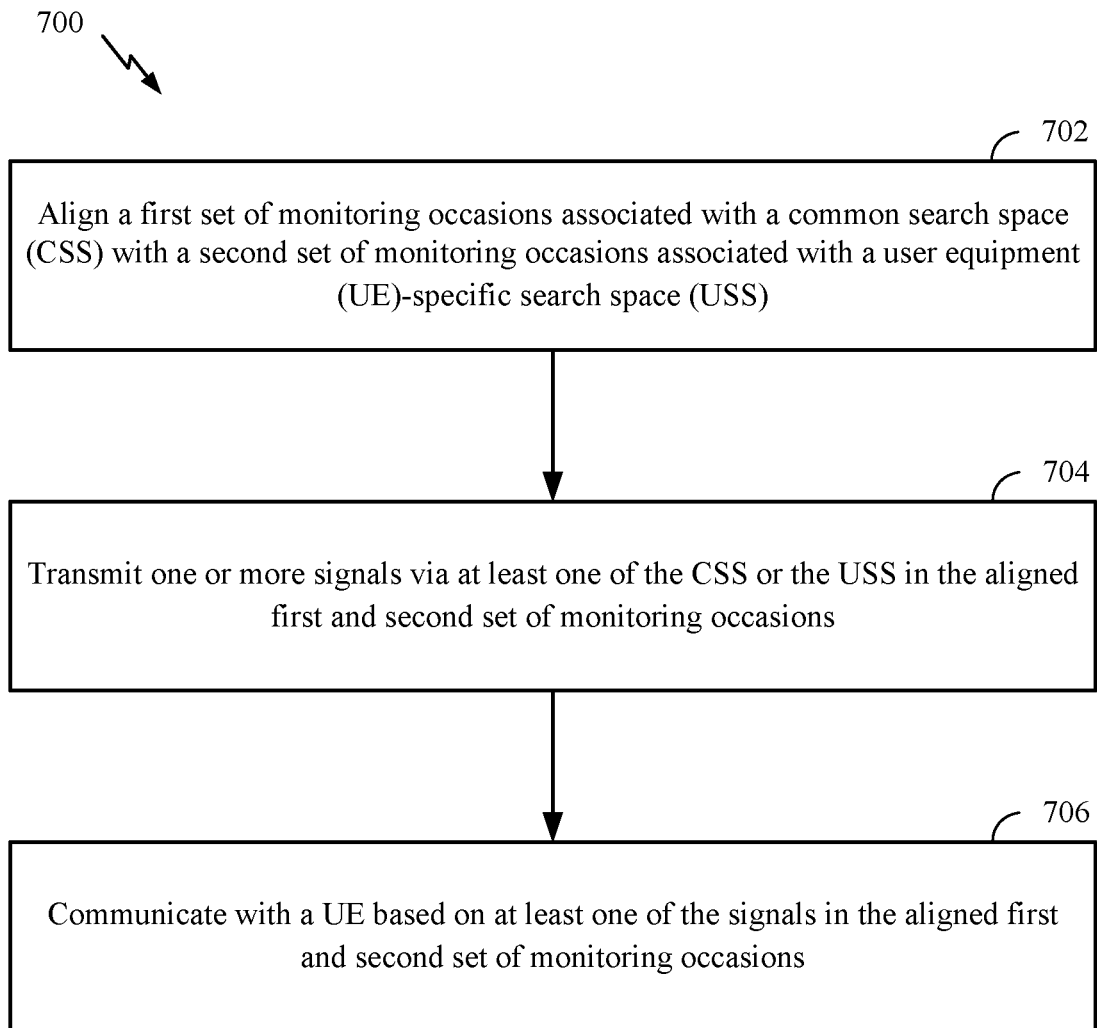 700
702
Align a first set of monitoring occasions associated with a common search space
(CSS) with a second set of monitoring occasions associated with a user equipment
(UE)-specific search space (USS)
704
Transmit one or more signals via at least one of the CSS or the USS in the aligned
first and second set of monitoring occasions
706
Communicate with a UE based on at least one of the signals in the aligned first
and second set of monitoring occasions